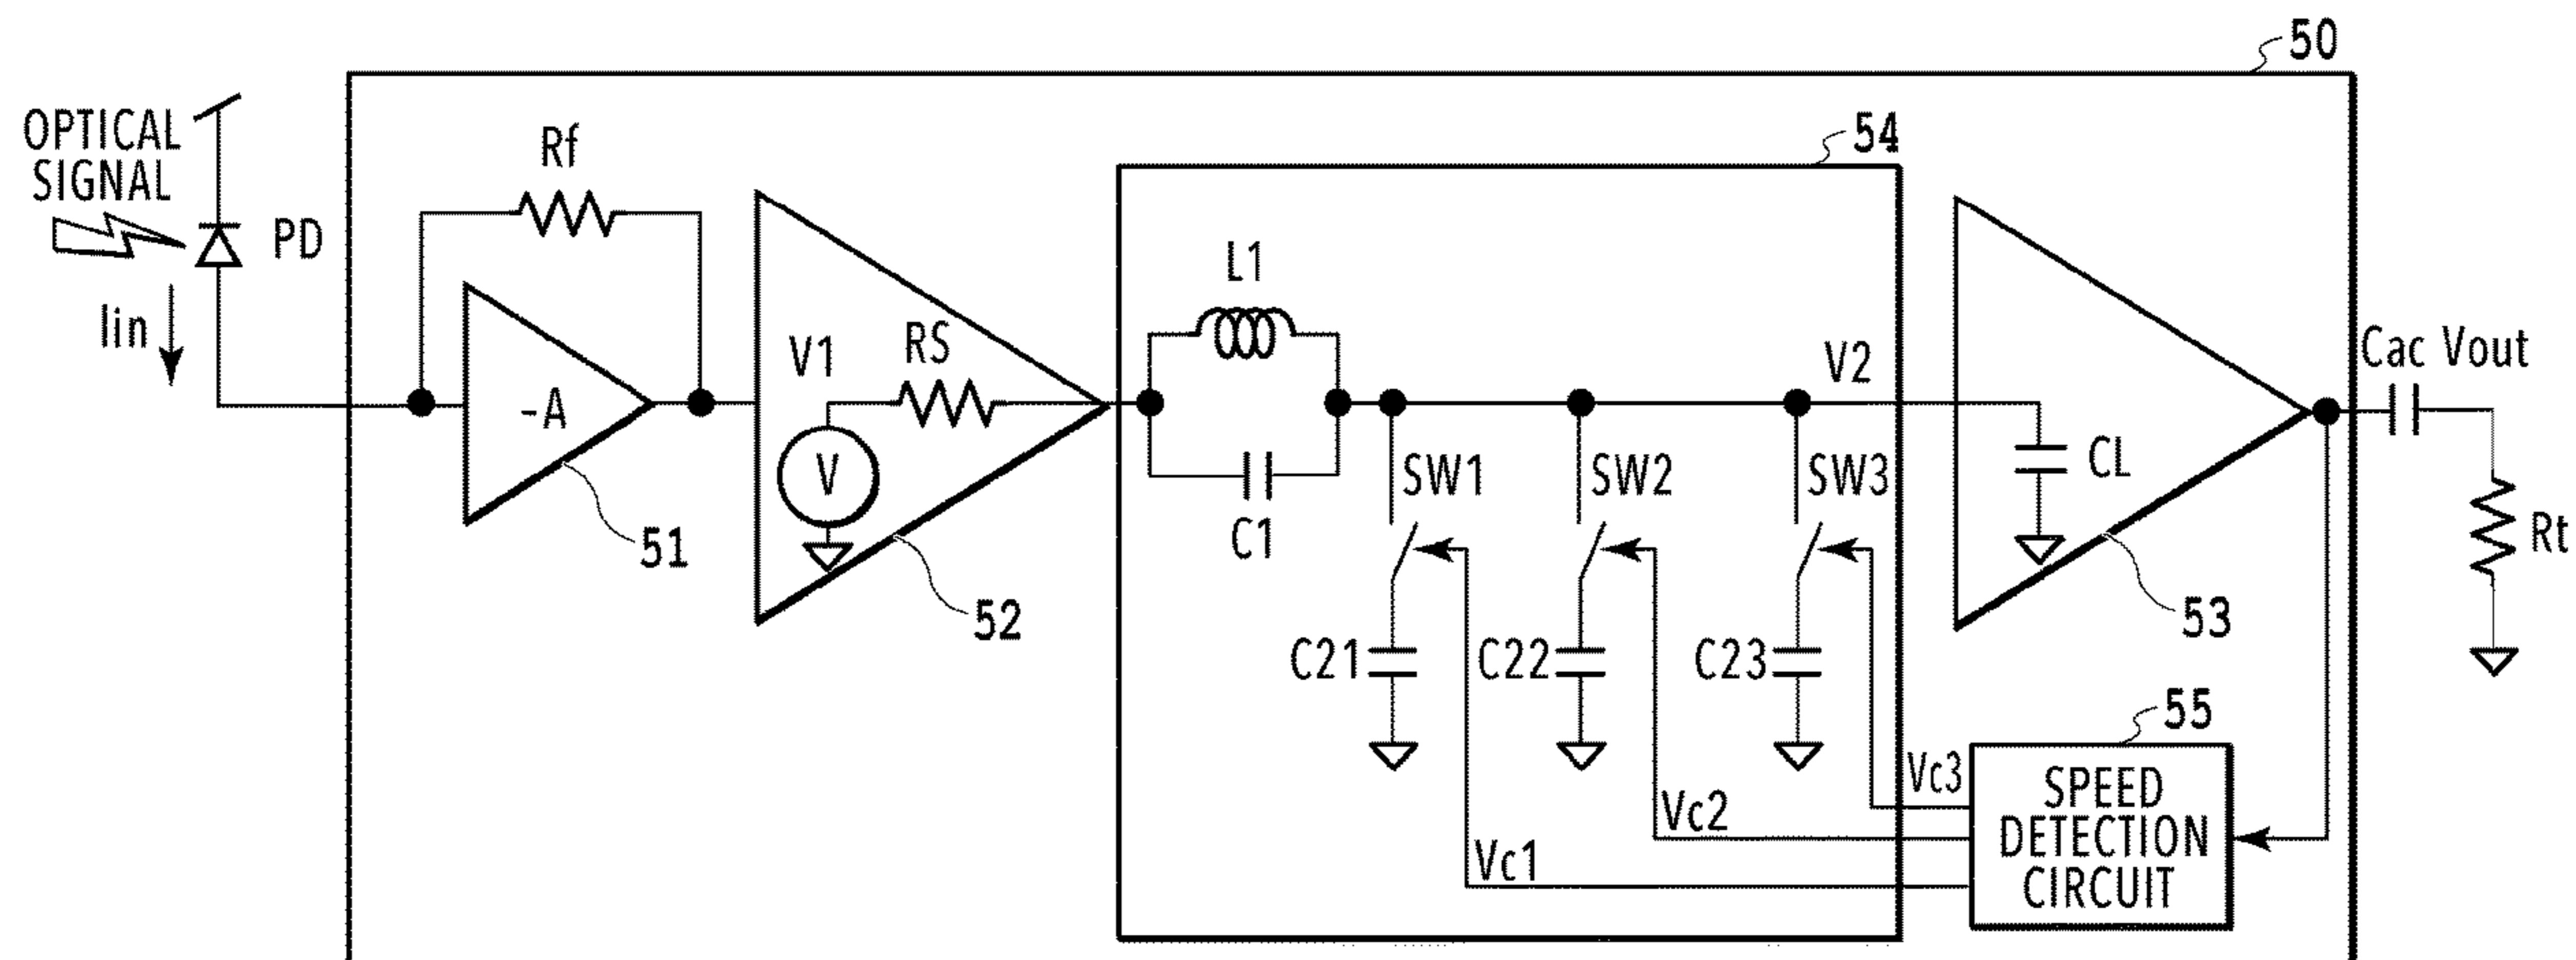 50
54
OPTICAL
SIGNAL
PD
Iin
Rf
-A
51
V1
RS
V
52
L1
C1
V2
SW1
SW2
SW3
C21
C22
C23
CL
53
Cac Vout
Rt
55
SPEED
DETECTION
CIRCUIT
Vc3
Vc2
Vc1